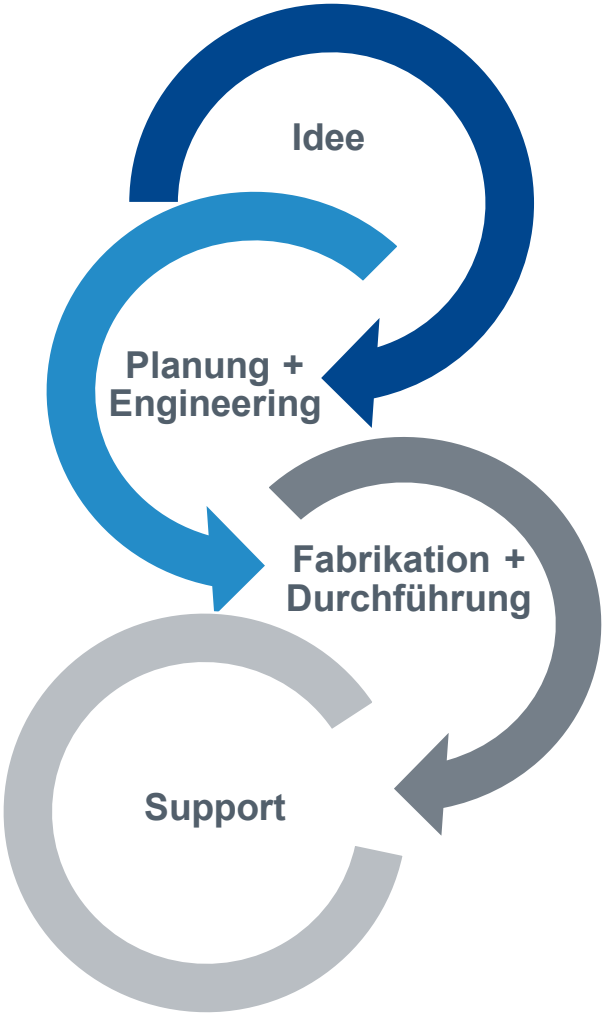 Idee
Planung +
Engineering
Fabrikation +
Durchführung
Support